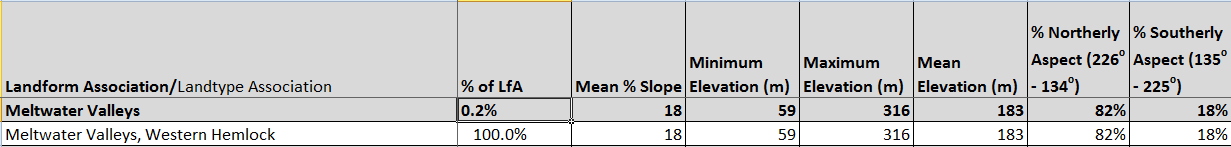 Landform Association/Landtype Association % of LfA Mean % Slope Minimum Elevation (m) Maximum Elevation (m) Mean Elevation (m) % Northerly Aspect (226° - 134°) % Southerly Aspect (135° - 225°)
Meltwater Valleys 0.2% 18 59 316 183 82% 18%
Meltwater Valleys, Western Hemlock 100.0% 18 59 316 183 82% 18%